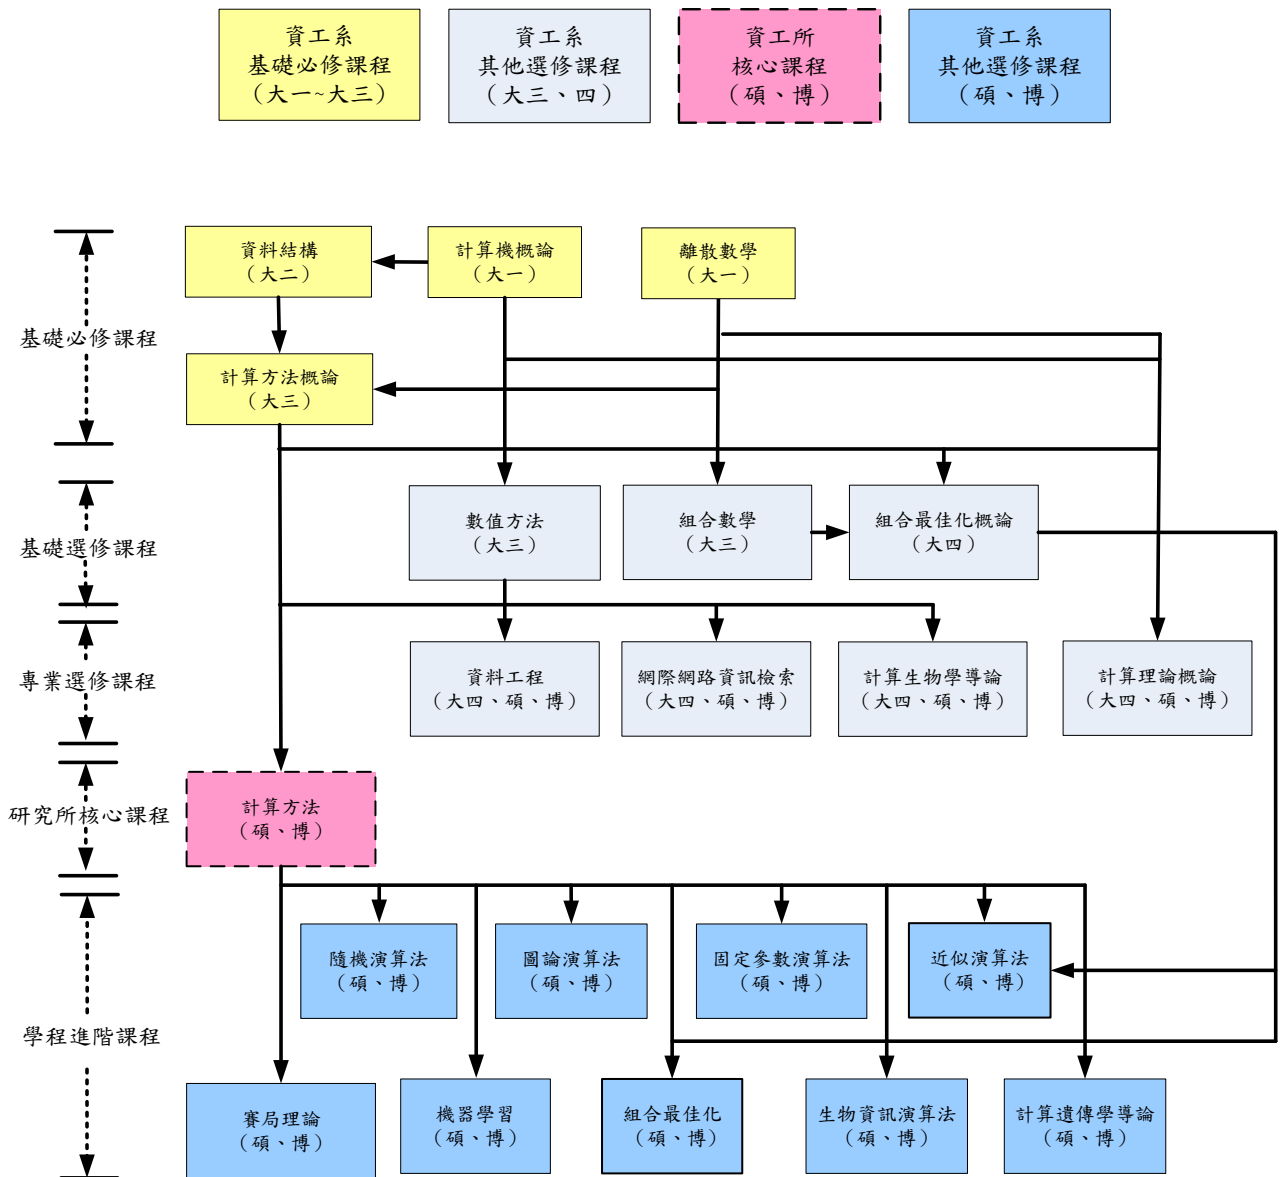 資工系
基礎必修課程
（大一~大三）
資工系
其他選修課程
（大三、四）
資工所
核心課程
（碩、博）
資工系
其他選修課程
（碩、博）
基礎必修課程
資料結構
（大二）
計算機概論
（大一）
離散數學
（大一）
計算方法概論
（大三）
基礎選修課程
數值方法
（大三）
組合數學
（大三）
組合最佳化概論
（大四）
專業選修課程
資料工程
（大四、碩、博）
網際網路資訊檢索
（大四、碩、博）
計算生物學導論
（大四、碩、博）
計算理論概論
（大四、碩、博）
研究所核心課程
計算方法
（碩、博）
學程進階課程
隨機演算法
（碩、博）
圖論演算法
（碩、博）
固定參數演算法
（碩、博）
近似演算法
（碩、博）
賽局理論
（碩、博）
機器學習
（碩、博）
組合最佳化
（碩、博）
生物資訊演算法
（碩、博）
計算遺傳學導論
（碩、博）